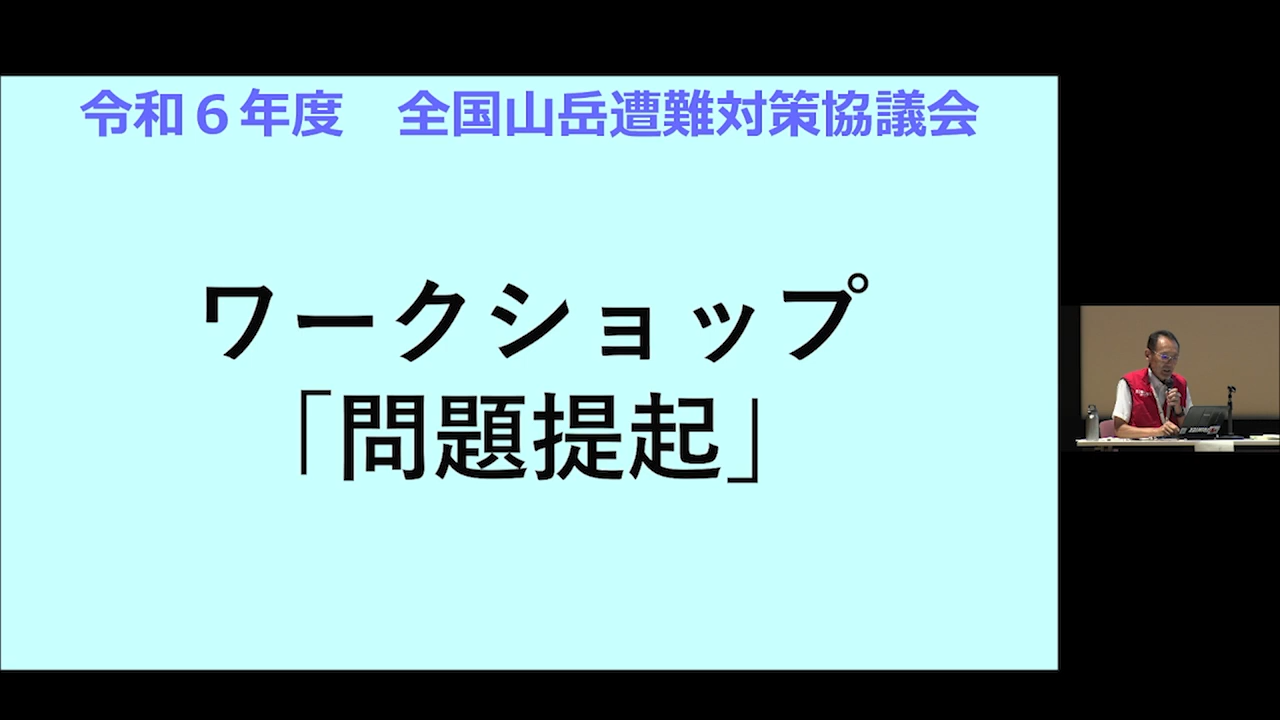 令和６年度　全国山岳遭難対策協議会
ワークショップ
「問題提起」